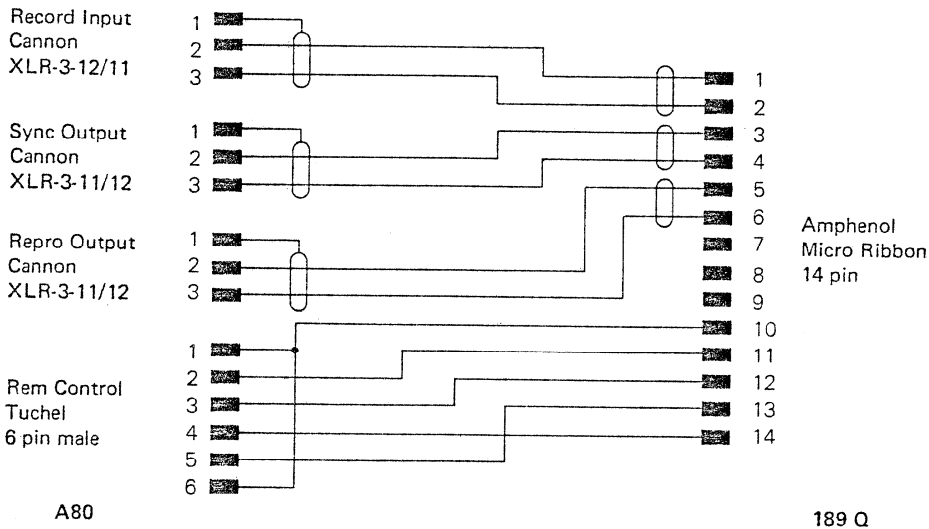 Record Input
Cannon
XLR-3-12/11
1
2
3
Sync Output
Cannon
XLR-3-11/12
1
2
3
Repro Output
Cannon
XLR-3-11/12
1
2
3
Rem Control
Tuchel
6 pin male
1
2
3
4
5
6
A80
1
2
3
4
5
6
7
8
9
10
11
12
13
14
Amphenol
Micro Ribbon
14 pin
189 Q